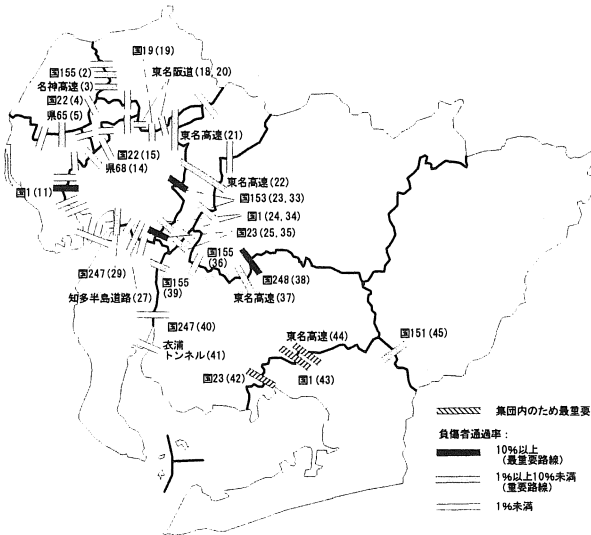 国19(19)
国155(2)
東名阪道(18, 20)
名神高速(3)
国22(4)
県65(5)
東名高速(21)
国22(15)
県68(14)
東名高速(22)
国1(11)
国153(23, 33)
国1(24, 34)
国23(25, 35)
国155
(36)
国247(29)
国155
(39)
国248(38)
知多半島道路(27)
東名高速(37)
国247(40)
東名高速(44)
国151(45)
衣浦
トンネル(41)
国23(42)
国1(43)
集団内のため最重要
負傷者通過率：
10%以上
(最重要路線)
1%以上10%未満
(重要路線)
1%未満